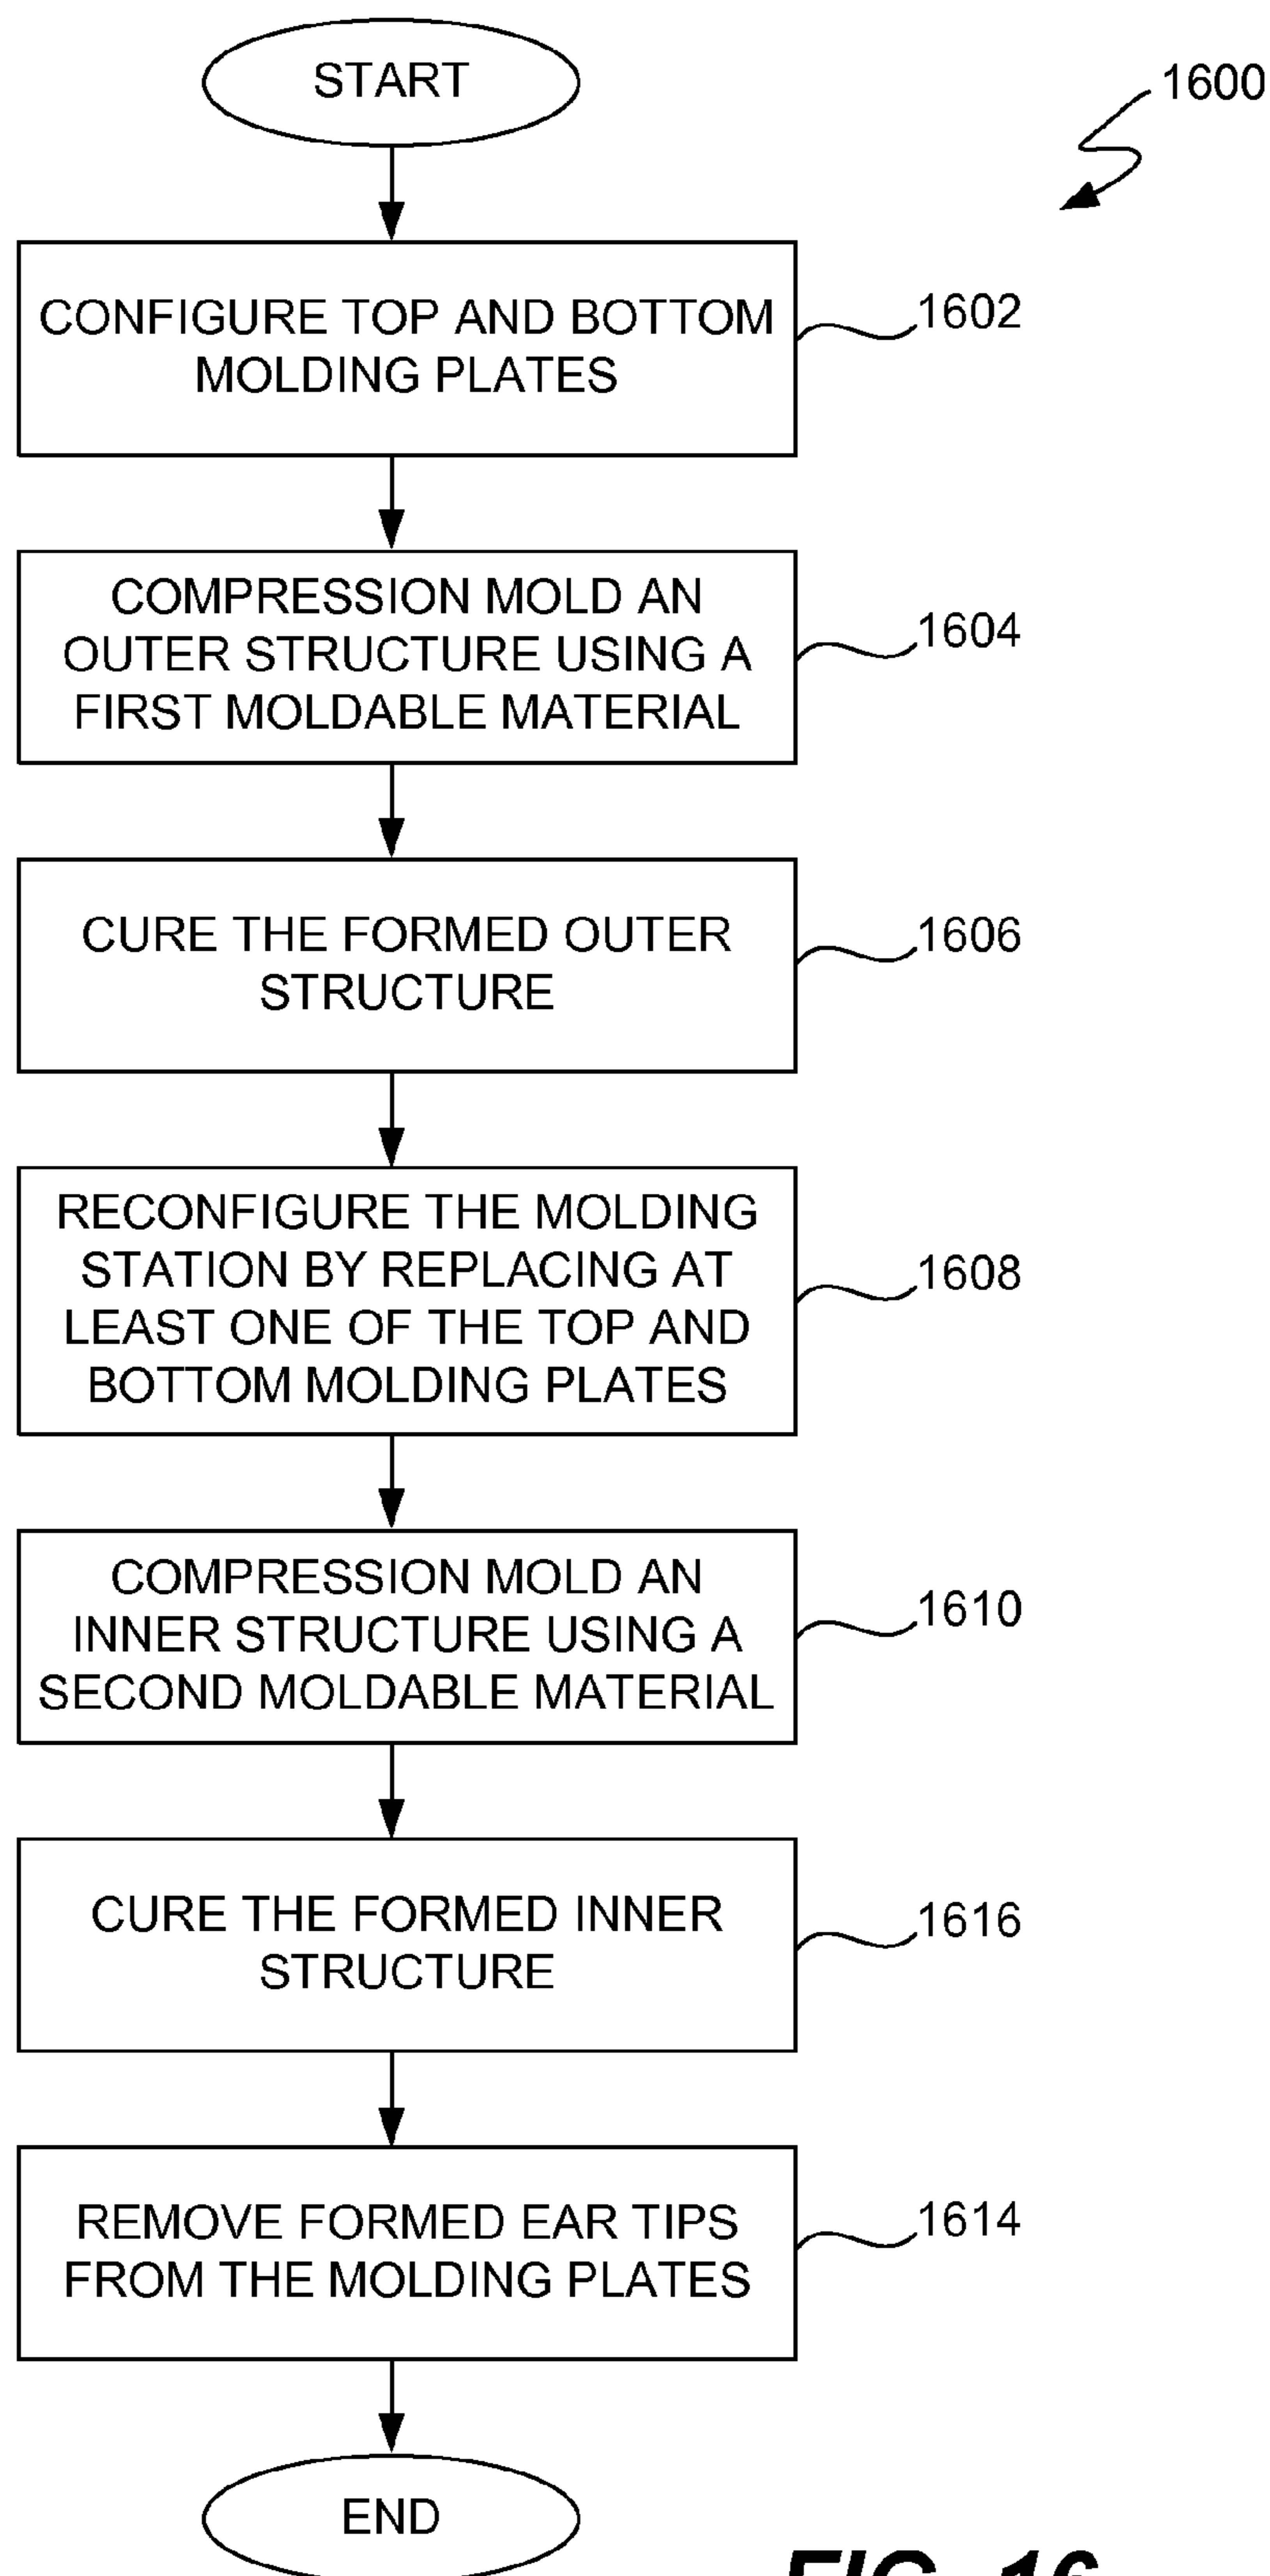 START
1600
CONFIGURE TOP AND BOTTOM
MOLDING PLATES
1602
COMPRESSION MOLD AN
OUTER STRUCTURE USING A
FIRST MOLDABLE MATERIAL
1604
CURE THE FORMED OUTER
STRUCTURE
1606
RECONFIGURE THE MOLDING
STATION BY REPLACING AT
LEAST ONE OF THE TOP AND
BOTTOM MOLDING PLATES
1608
COMPRESSION MOLD AN
INNER STRUCTURE USING A
SECOND MOLDABLE MATERIAL
1610
CURE THE FORMED INNER
STRUCTURE
1616
REMOVE FORMED EAR TIPS
FROM THE MOLDING PLATES
1614
END
FIG. 16